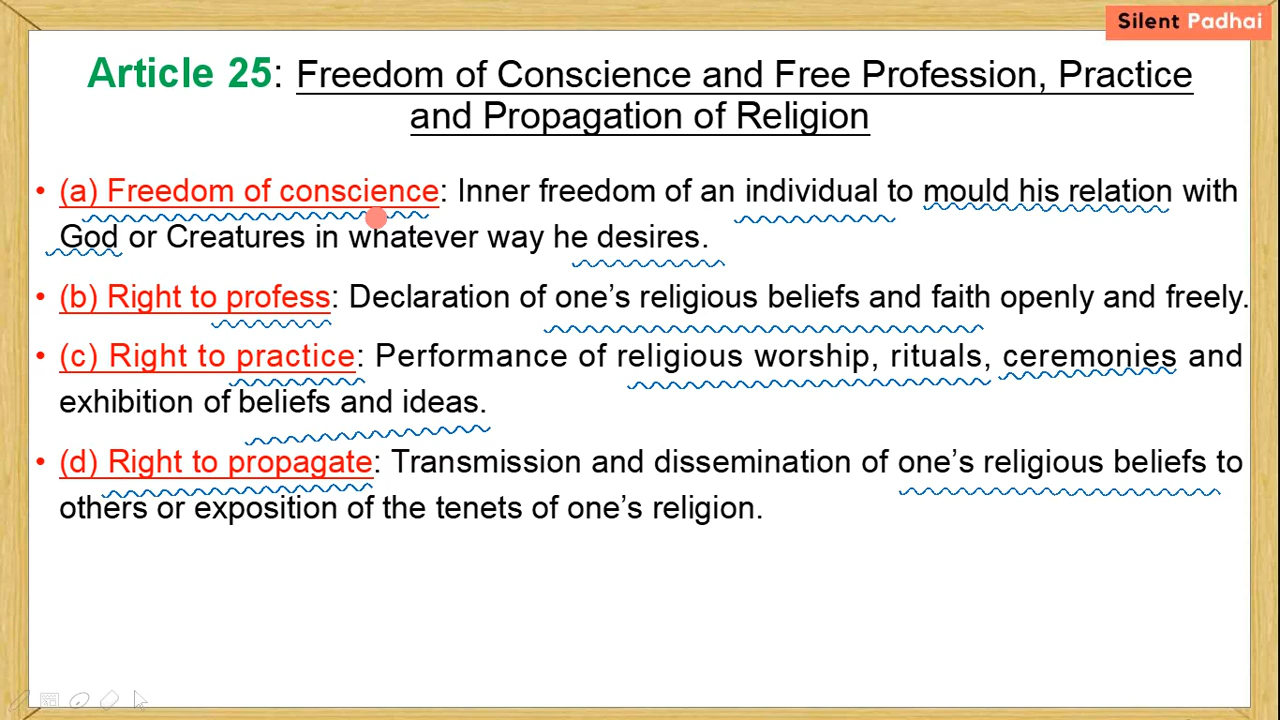 Silent Padhai
Article 25: Freedom of Conscience and Free Profession, Practice
and Propagation of Religion
• (a) Freedom of conscience: Inner freedom of an individual to mould his relation with
God or Creatures in whatever way he desires.
• (b) Right to profess: Declaration of one’s religious beliefs and faith openly and freely.
• (c) Right to practice: Performance of religious worship, rituals, ceremonies and
exhibition of beliefs and ideas.
• (d) Right to propagate: Transmission and dissemination of one’s religious beliefs to
others or exposition of the tenets of one’s religion.